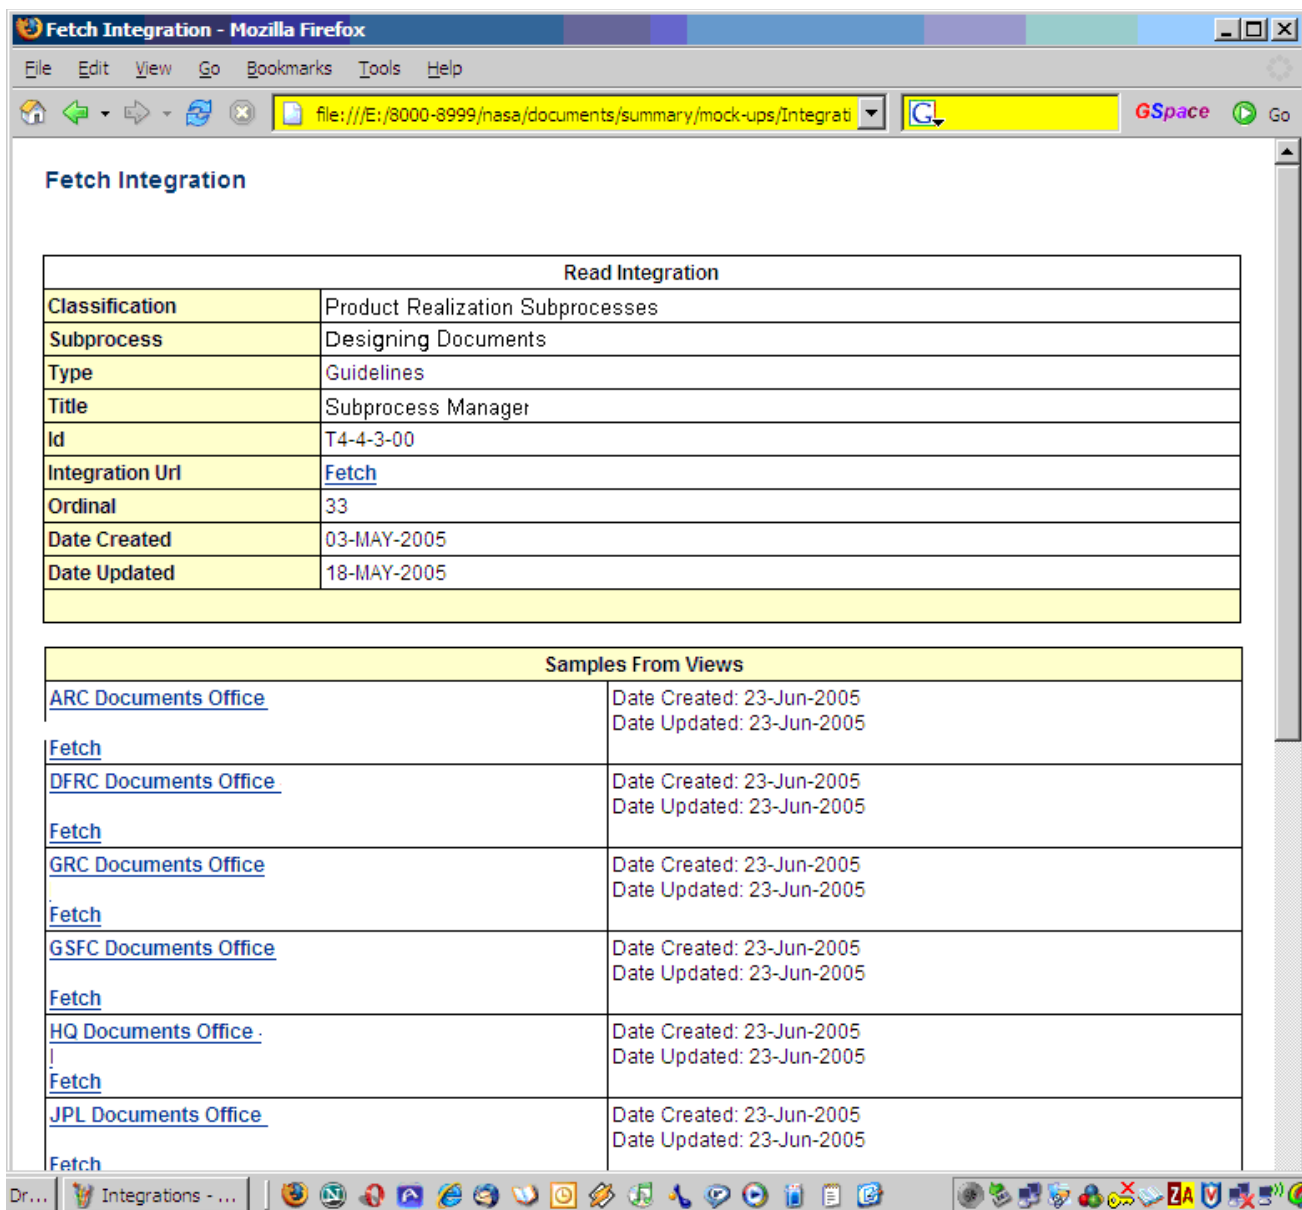 Fetch Integration - Mozilla Firefox
File Edit View Go Bookmarks Tools Help
file:///E:/8000-8999/nasa/documents/summary/mock-ups/Integrati G GSpace Go
Fetch Integration
Read Integration
Classification Product Realization Subprocesses
Subprocess Designing Documents
Type Guidelines
Title Subprocess Manager
Id T4-4-3-00
Integration Url Fetch
Ordinal 33
Date Created 03-MAY-2005
Date Updated 18-MAY-2005
Samples From Views
ARC Documents Office Date Created: 23-Jun-2005
Date Updated: 23-Jun-2005
Fetch
DFRC Documents Office Date Created: 23-Jun-2005
Date Updated: 23-Jun-2005
Fetch
GRC Documents Office Date Created: 23-Jun-2005
Date Updated: 23-Jun-2005
Fetch
GSFC Documents Office Date Created: 23-Jun-2005
Date Updated: 23-Jun-2005
Fetch
HQ Documents Office Date Created: 23-Jun-2005
Date Updated: 23-Jun-2005
Fetch
JPL Documents Office Date Created: 23-Jun-2005
Date Updated: 23-Jun-2005
Fetch
Dr... Integrations - ... N ZA V